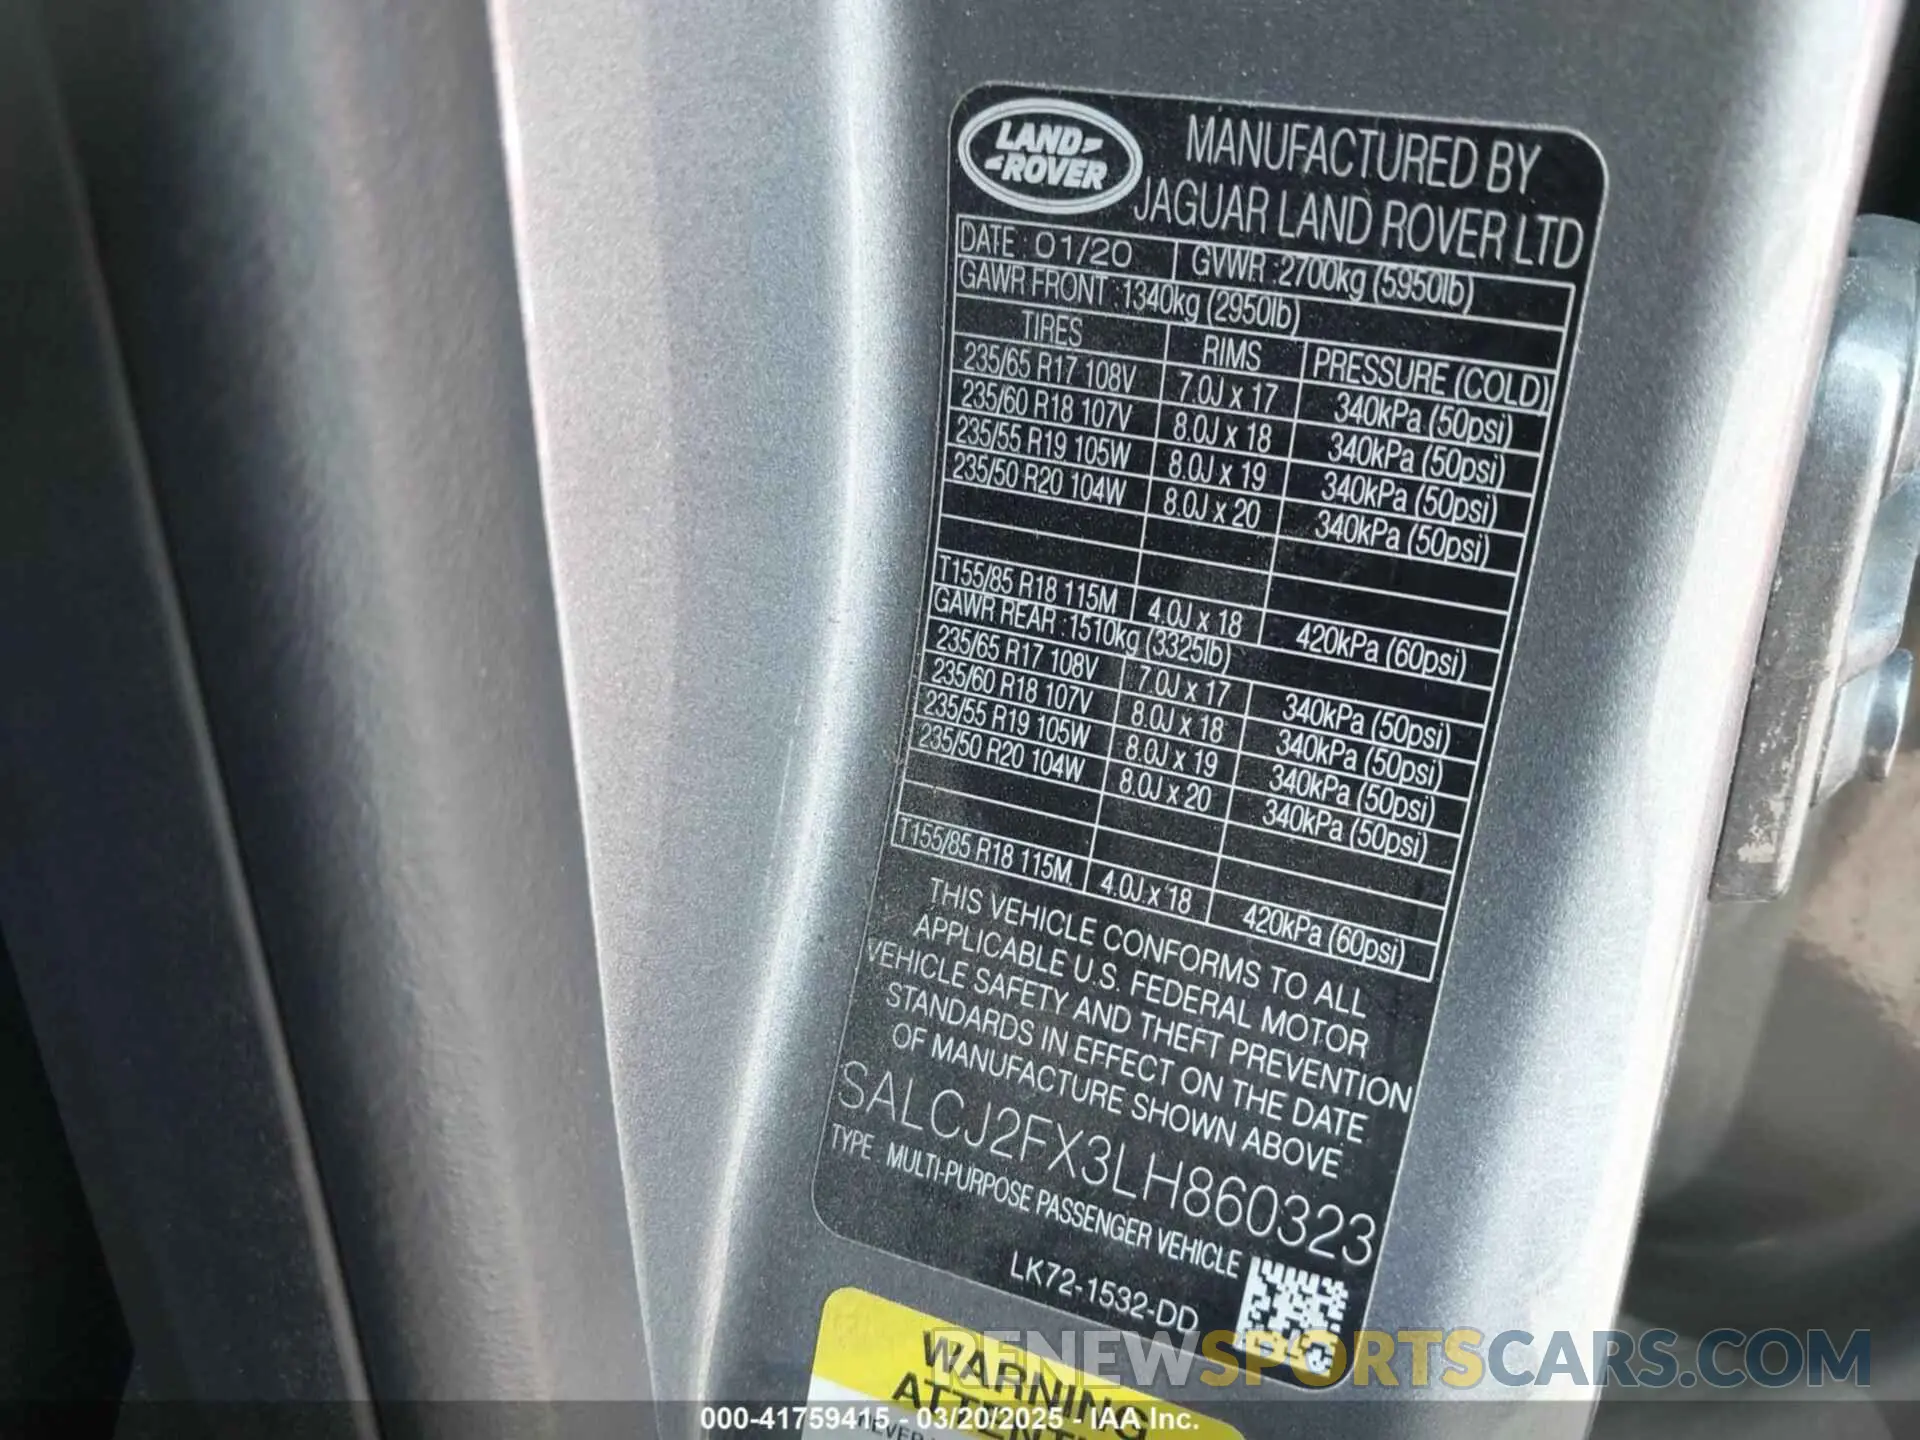 LAND
ROVER
MANUFACTURED BY
JAGUAR LAND ROVER LTD
DATE : 01/20 GVWR :2700kg (5950lb)
GAWR FRONT :1340kg (2950lb)
TIRES RIMS PRESSURE (COLD)
235/65 R17 108V 7.0J x 17 340kPa (50psi)
235/60 R18 107V 8.0J x 18 340kPa (50psi)
235/55 R19 105W 8.0J x 19 340kPa (50psi)
235/50 R20 104W 8.0J x 20 340kPa (50psi)
T155/85 R18 115M 4.0J x 18 420kPa (60psi)
GAWR REAR :1510kg (3325lb)
235/65 R17 108V 7.0J x 17 340kPa (50psi)
235/60 R18 107V 8.0J x 18 340kPa (50psi)
235/55 R19 105W 8.0J x 19 340kPa (50psi)
235/50 R20 104W 8.0J x 20 340kPa (50psi)
T155/85 R18 115M 4.0J x 18 420kPa (60psi)
THIS VEHICLE CONFORMS TO ALL
APPLICABLE U.S. FEDERAL MOTOR
VEHICLE SAFETY AND THEFT PREVENTION
STANDARDS IN EFFECT ON THE DATE
OF MANUFACTURE SHOWN ABOVE
SALCJ2FX3LH860323
TYPE : MULTI-PURPOSE PASSENGER VEHICLE
LK72-1532-DD
RENEWSPORTSCARS.COM
WARNING
000-41759415 - 03/20/2025 - IAA Inc.